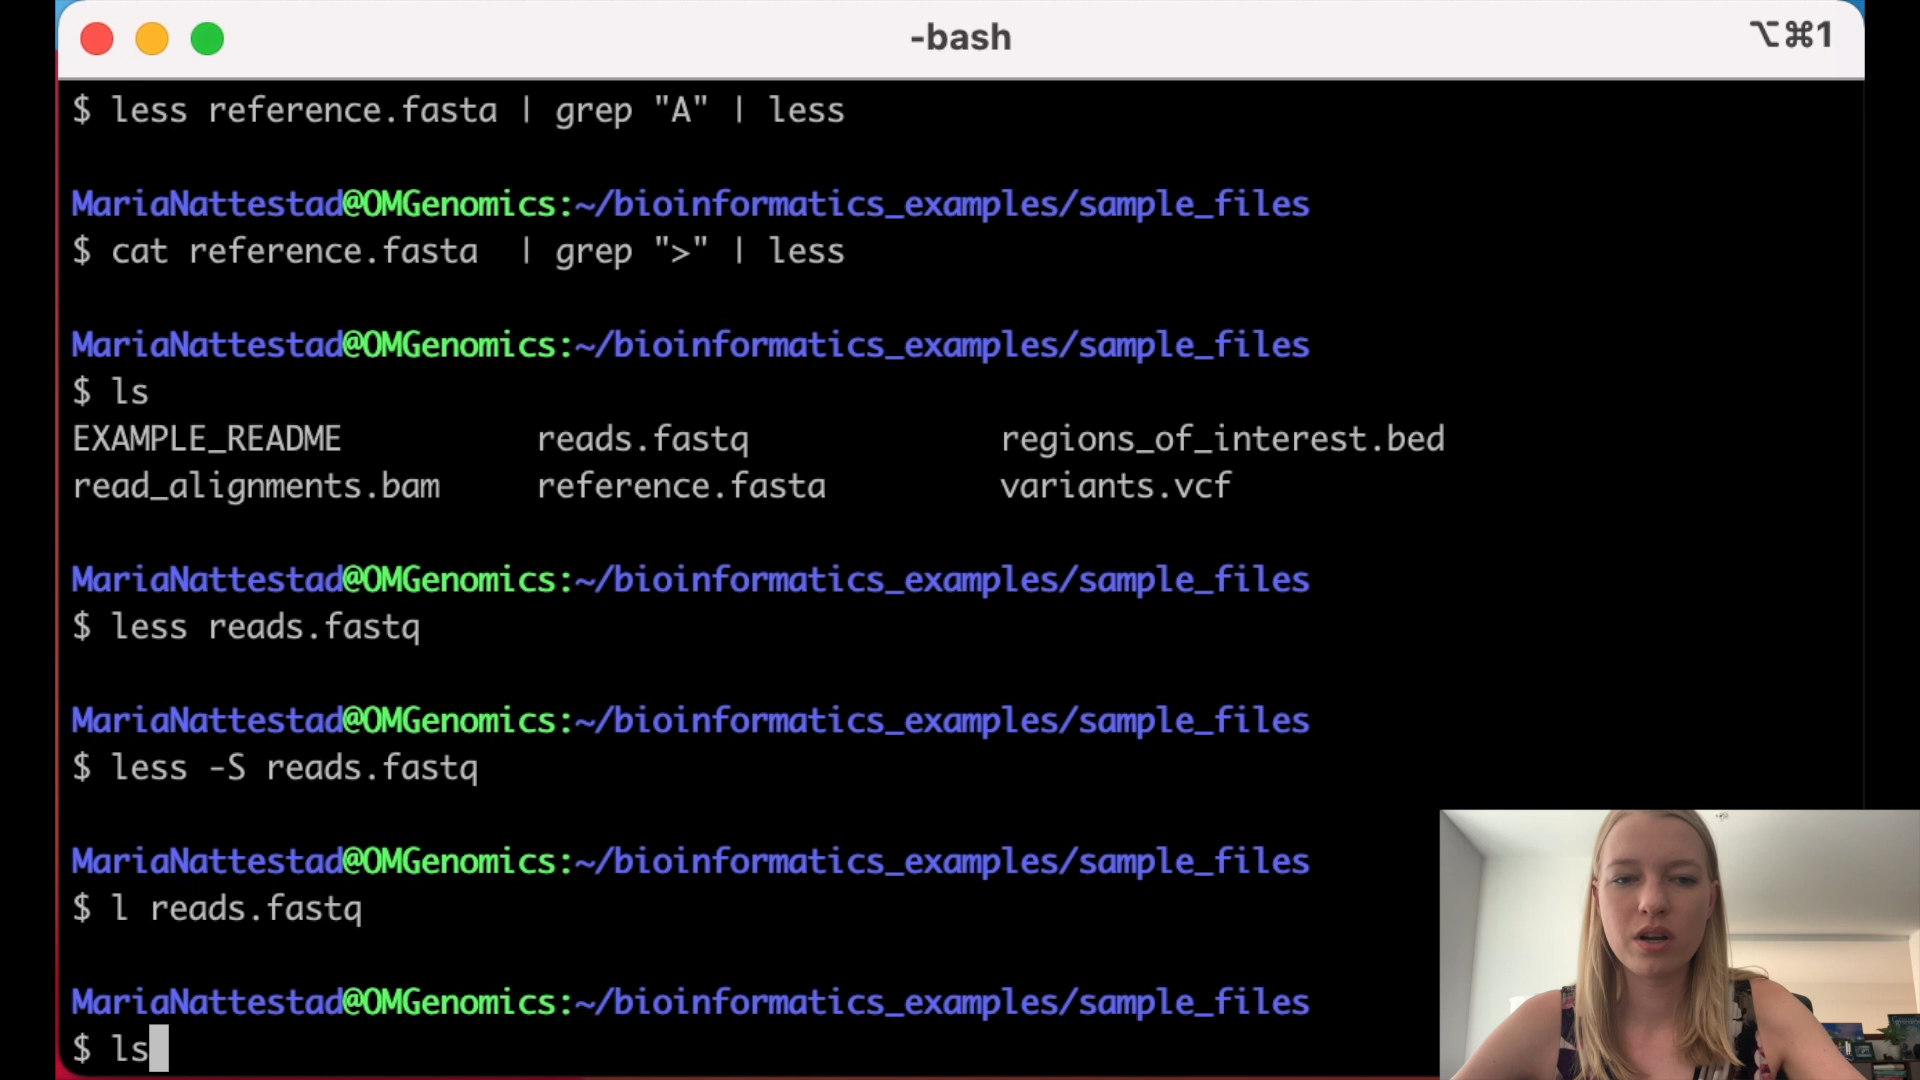 -bash
⌥⌘1
$ less reference.fasta | grep "A" | less
MariaNattestad@OMGenomics:~/bioinformatics_examples/sample_files
$ cat reference.fasta  | grep ">" | less
MariaNattestad@OMGenomics:~/bioinformatics_examples/sample_files
$ ls
EXAMPLE_README reads.fastq regions_of_interest.bed
read_alignments.bam reference.fasta variants.vcf
MariaNattestad@OMGenomics:~/bioinformatics_examples/sample_files
$ less reads.fastq
MariaNattestad@OMGenomics:~/bioinformatics_examples/sample_files
$ less -S reads.fastq
MariaNattestad@OMGenomics:~/bioinformatics_examples/sample_files
$ l reads.fastq
MariaNattestad@OMGenomics:~/bioinformatics_examples/sample_files
$ ls